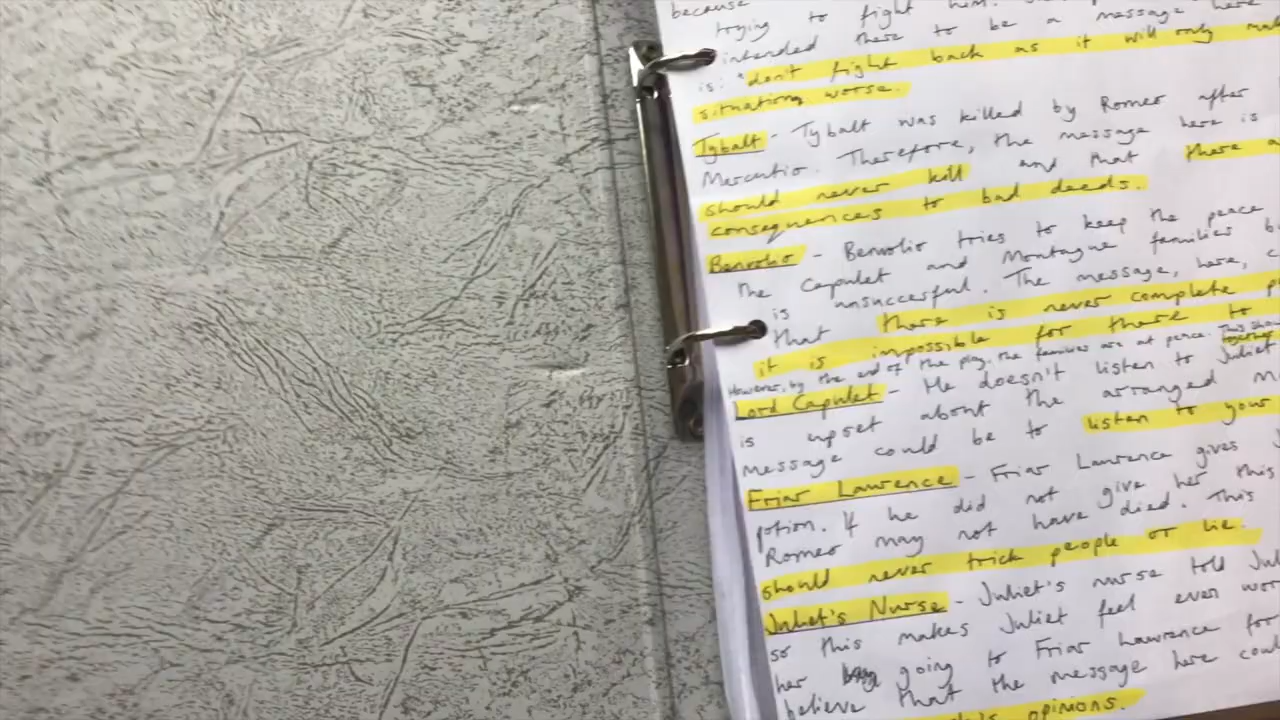 because
trying to fight him.
intended there to be a message here
is: "don't fight back as it will only
situation worse.
Tybalt - Tybalt was killed by Romeo after
Mercutio. Therefore, the message here is
should never kill and that there
consequences to bad deeds.
Benvolio - Benvolio tries to keep the peace
the Capulet and Montague families
is unsuccesful. The message, here,
that there is never complete
it is impossible for there to
However, by the end of the play, the families are at peace. This
together
Lord Capulet - He doesn't listen to Juliet
is upset about the arranged
message could be to listen to your
Friar Lawrence - Friar Lawrence gives
potion. If he did not give her this
Romeo may not have died. This
should never trick people or lie.
Juliet's Nurse - Juliet's nurse told
so this makes Juliet feel even
her going to Friar Lawrence for
believe that the message here
opinions.